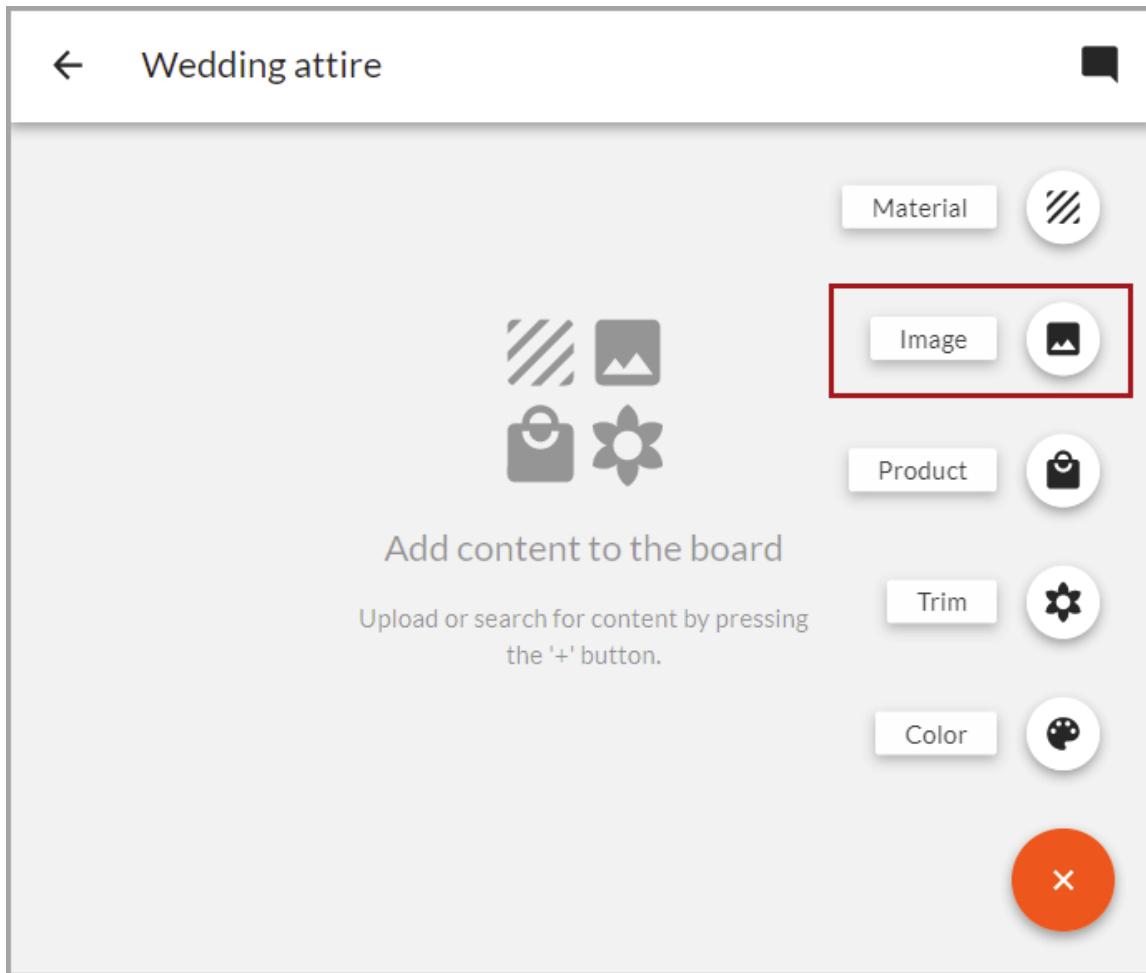 Wedding attire
Material
Image
Product
Trim
Color
Add content to the board
Upload or search for content by pressing
the '+' button.